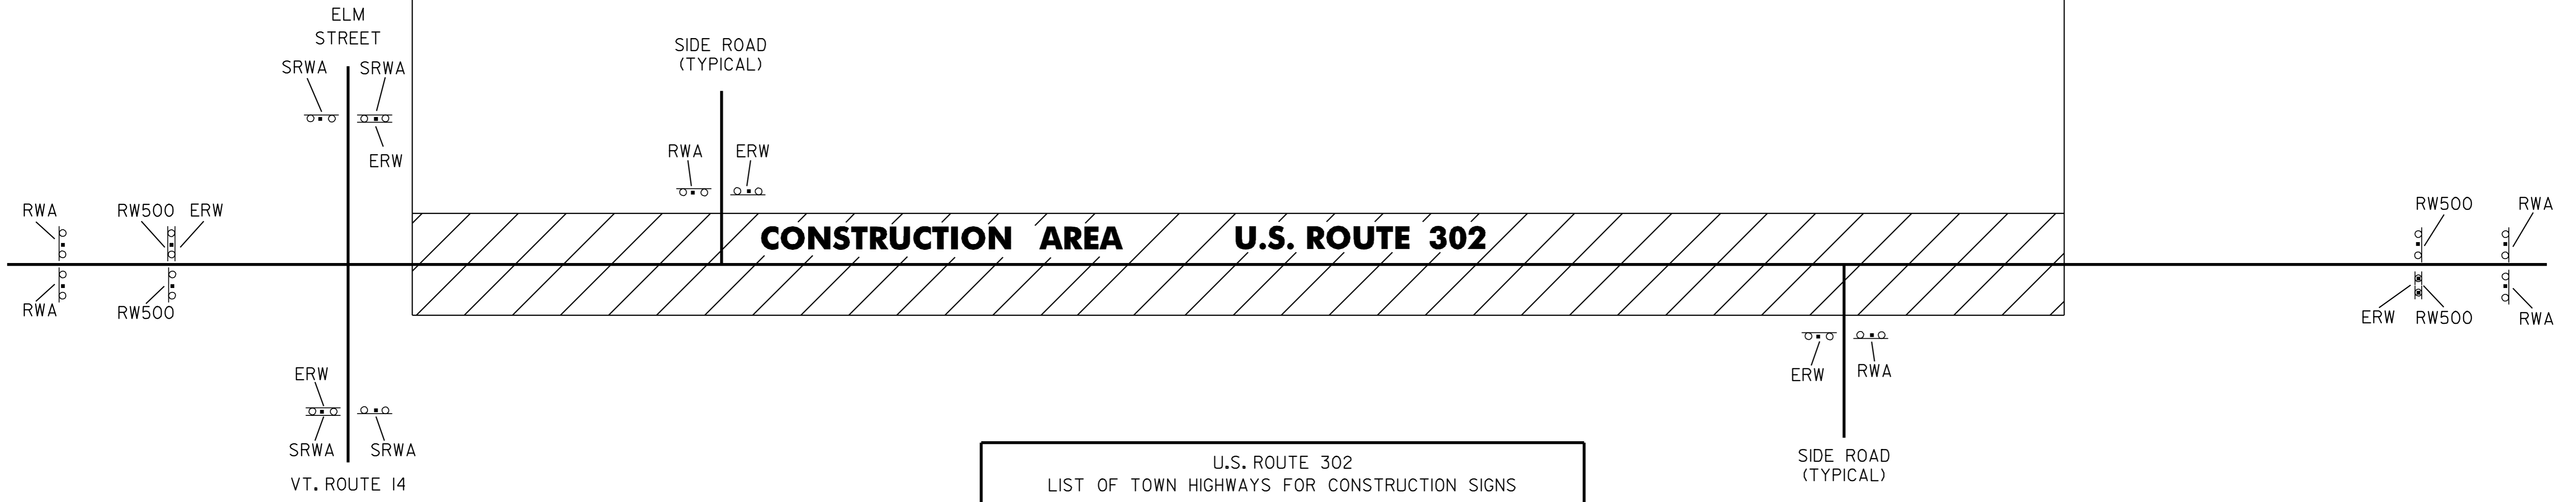 ELM
STREET
SRWA SRWA
ERW
SIDE ROAD
(TYPICAL)
RWA ERW
RWA RW500 ERW
RWA RW500
CONSTRUCTION AREA U.S. ROUTE 302
RW500 RWA
ERW RW500 RWA
ERW
SRWA SRWA
VT. ROUTE 14
ERW RWA
SIDE ROAD
(TYPICAL)
U.S. ROUTE 302
LIST OF TOWN HIGHWAYS FOR CONSTRUCTION SIGNS